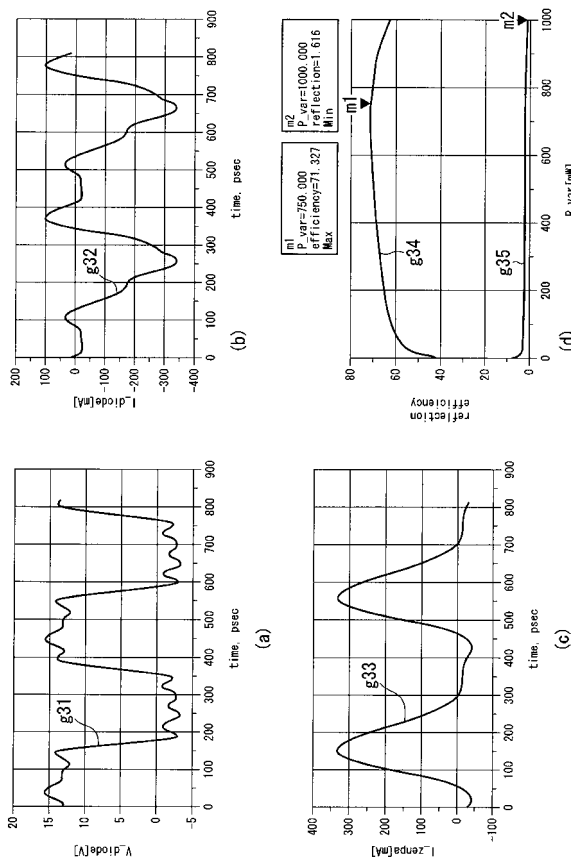 20
15
10
5
0
-5
V_diode[V]
g31
0 100 200 300 400 500 600 700 800 900
time, psec
(a)
200
100
0
-100
-200
-300
-400
I_diode[mA]
g32
0 100 200 300 400 500 600 700 800 900
time, psec
(b)
400
300
200
100
0
-100
I_zenpa[mA]
g33
0 100 200 300 400 500 600 700 800 900
time, psec
(c)
m1
P_var=750.000
efficiency=71.327
Max
m2
P_var=1000.000
reflection=1.616
Min
80
60
40
20
0
reflection
efficiency
m1
g34
g35
m2
0 200 400 600 800 1000
P_var[mW]
(d)